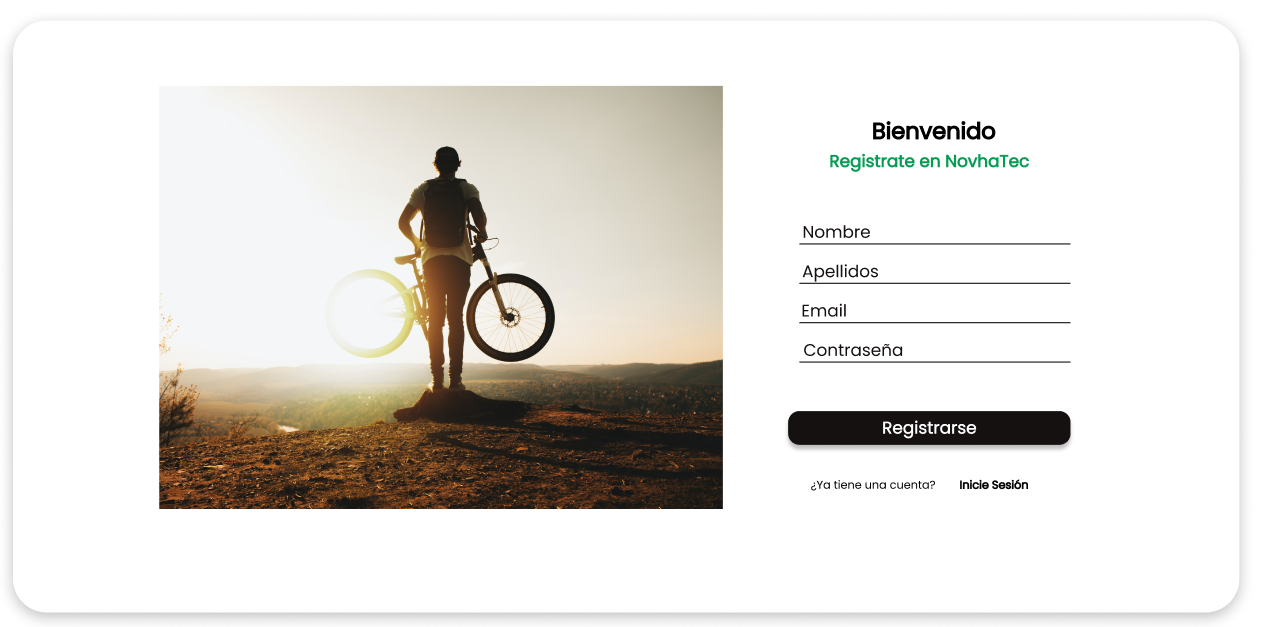 Bienvenido
Registrate en NovhaTec
Nombre
Apellidos
Email
Contraseña
Registrarse
¿Ya tiene una cuenta? Inicie Sesión